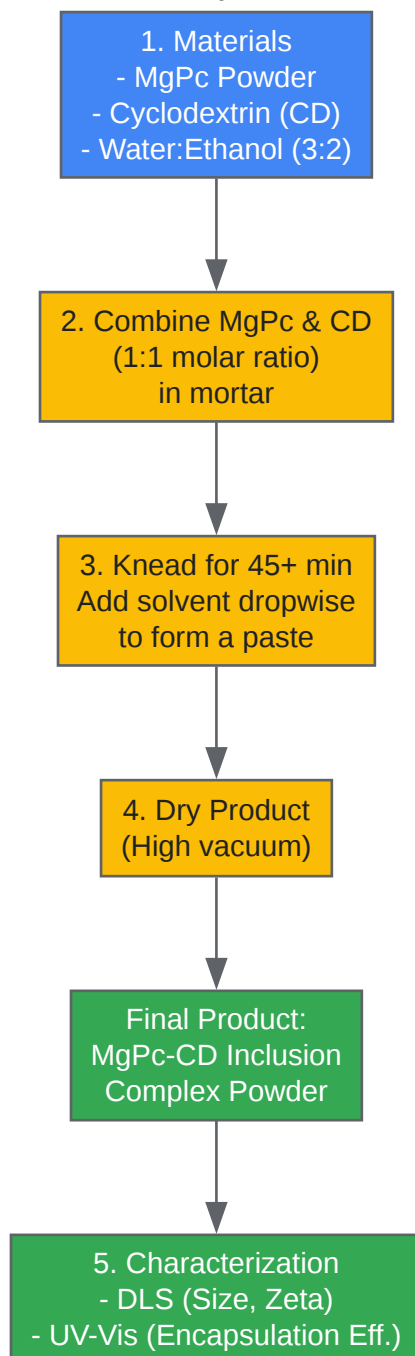 1. Materials
- MgPc Powder
- Cyclodextrin (CD)
- Water:Ethanol (3:2)
2. Combine MgPc & CD
(1:1 molar ratio)
in mortar
3. Knead for 45+ min
Add solvent dropwise
to form a paste
4. Dry Product
(High vacuum)
Final Product:
MgPc-CD Inclusion
Complex Powder
5. Characterization
- DLS (Size, Zeta)
- UV-Vis (Encapsulation Eff.)